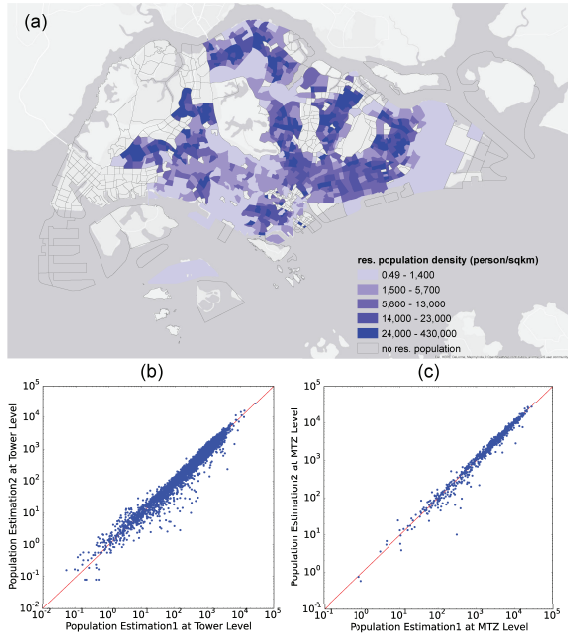 (a)
res. population density (person/sqkm)
0.49 - 1,400
1,500 - 5,700
5,800 - 13,000
14,000 - 23,000
24,000 - 430,000
no res. population
(b)
(c)
10^5
10^4
10^3
10^2
10^1
10^0
10^-1
10^-2
Population Estimation2 at Tower Level
10^-2 10^-1 10^0 10^1 10^2 10^3 10^4 10^5
Population Estimation1 at Tower Level
10^5
10^4
10^3
10^2
10^1
10^0
10^-1
Population Estimation2 at MTZ Level
10^-1 10^0 10^1 10^2 10^3 10^4 10^5
Population Estimation1 at MTZ Level